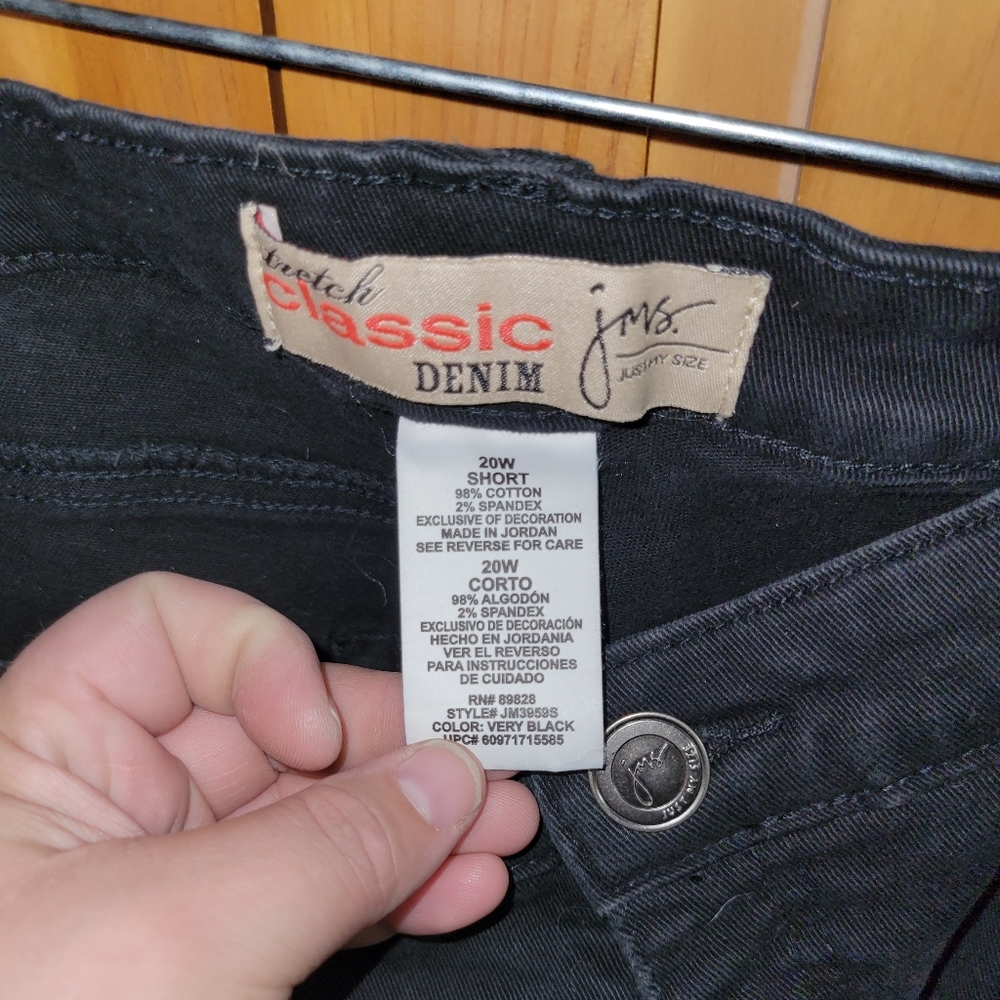 Stretch
classic
DENIM
jms.
JUST MY SIZE
20W
SHORT
98% COTTON
2% SPANDEX
EXCLUSIVE OF DECORATION
MADE IN JORDAN
SEE REVERSE FOR CARE
20W
CORTO
98% ALGODÓN
2% SPANDEX
EXCLUSIVO DE DECORACIÓN
HECHO EN JORDANIA
VER EL REVERSO
PARA INSTRUCCIONES
DE CUIDADO
RN# 89828
STYLE# JM3959S
COLOR: VERY BLACK
UPC# 60971715585
jms.
JUST MY SIZE